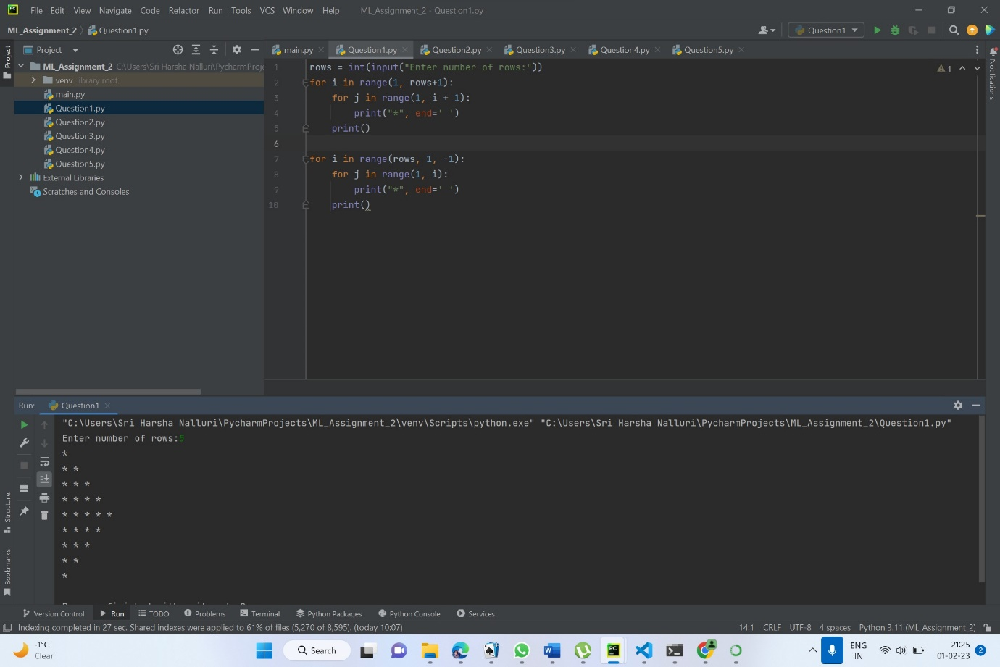 File Edit View Navigate Code Refactor Run Tools VCS Window Help ML_Assignment_2 - Question1.py
ML_Assignment_2 Question1.py Question1
Project main.py Question1.py Question2.py Question3.py Question4.py Question5.py
Project
Notifications
ML_Assignment_2 C:\Users\Sri Harsha Nalluri\PycharmProj
venv library root
main.py
Question1.py
Question2.py
Question3.py
Question4.py
Question5.py
External Libraries
Scratches and Consoles
1 rows = int(input("Enter number of rows:")) 1
2 for i in range(1, rows+1):
3 for j in range(1, i + 1):
4 print("*", end=' ')
5 print()
6
7 for i in range(rows, 1, -1):
8 for j in range(1, i):
9 print("*", end=' ')
10 print()
Run: Question1
"C:\Users\Sri Harsha Nalluri\PycharmProjects\ML_Assignment_2\venv\Scripts\python.exe" "C:\Users\Sri Harsha Nalluri\PycharmProjects\ML_Assignment_2\Question1.py"
Enter number of rows:5
*
* *
* * *
* * * *
* * * * *
* * * *
* * *
* *
*
Structure
Bookmarks
Version Control Run TODO Problems Terminal Python Packages Python Console Services
Indexing completed in 27 sec. Shared indexes were applied to 61% of files (5,270 of 8,595). (today 10:07) 14:1 CRLF UTF-8 4 spaces Python 3.11 (ML_Assignment_2)
-1°C
Clear
Search
ENG
IN
21:25
01-02-23
2